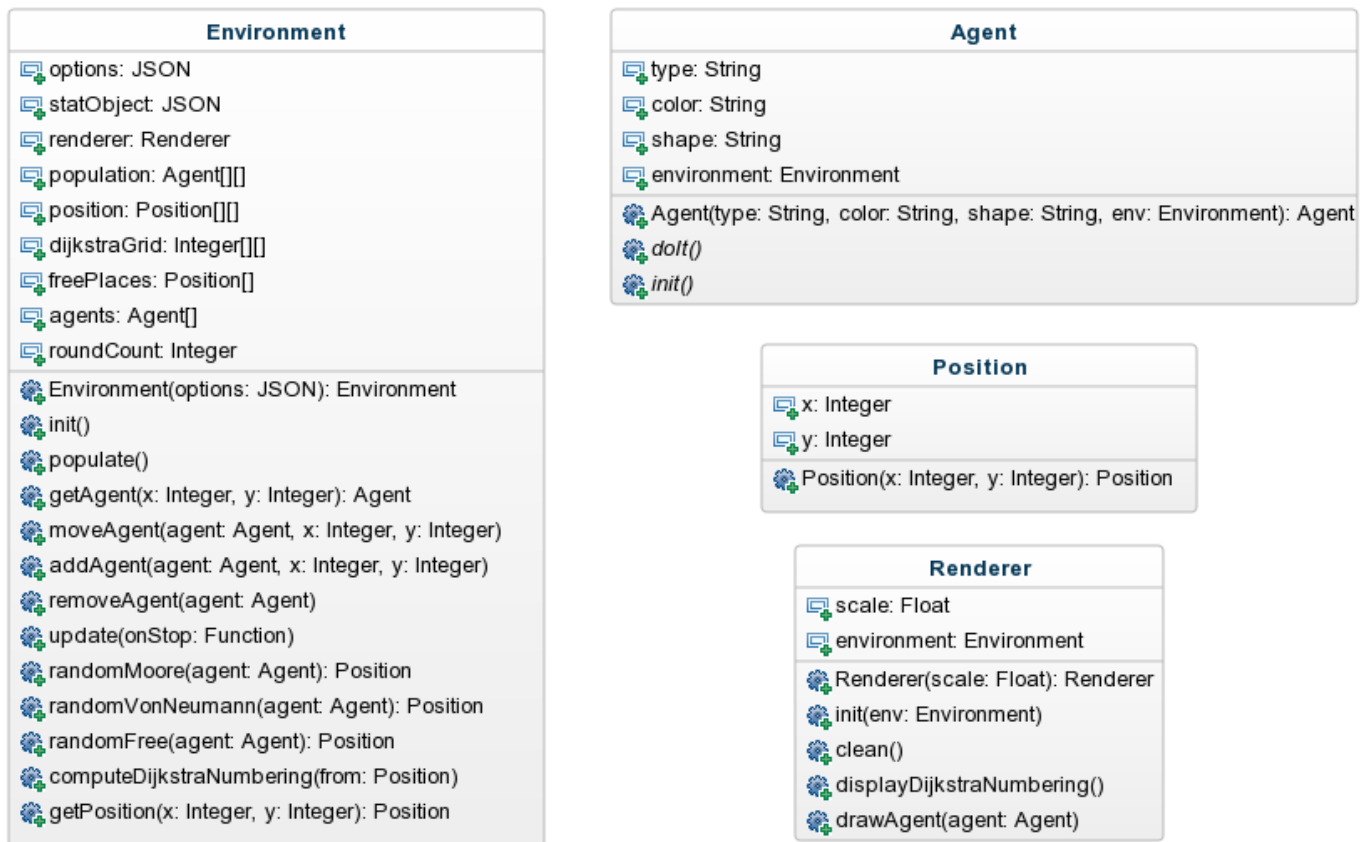 Environment
options: JSON
statObject: JSON
renderer: Renderer
population: Agent[][]
position: Position[][]
dijkstraGrid: Integer[][]
freePlaces: Position[]
agents: Agent[]
roundCount: Integer
Environment(options: JSON): Environment
init()
populate()
getAgent(x: Integer, y: Integer): Agent
moveAgent(agent: Agent, x: Integer, y: Integer)
addAgent(agent: Agent, x: Integer, y: Integer)
removeAgent(agent: Agent)
update(onStop: Function)
randomMoore(agent: Agent): Position
randomVonNeumann(agent: Agent): Position
randomFree(agent: Agent): Position
computeDijkstraNumbering(from: Position)
getPosition(x: Integer, y: Integer): Position
Agent
type: String
color: String
shape: String
environment: Environment
Agent(type: String, color: String, shape: String, env: Environment): Agent
doIt()
init()
Position
x: Integer
y: Integer
Position(x: Integer, y: Integer): Position
Renderer
scale: Float
environment: Environment
Renderer(scale: Float): Renderer
init(env: Environment)
clean()
displayDijkstraNumbering()
drawAgent(agent: Agent)